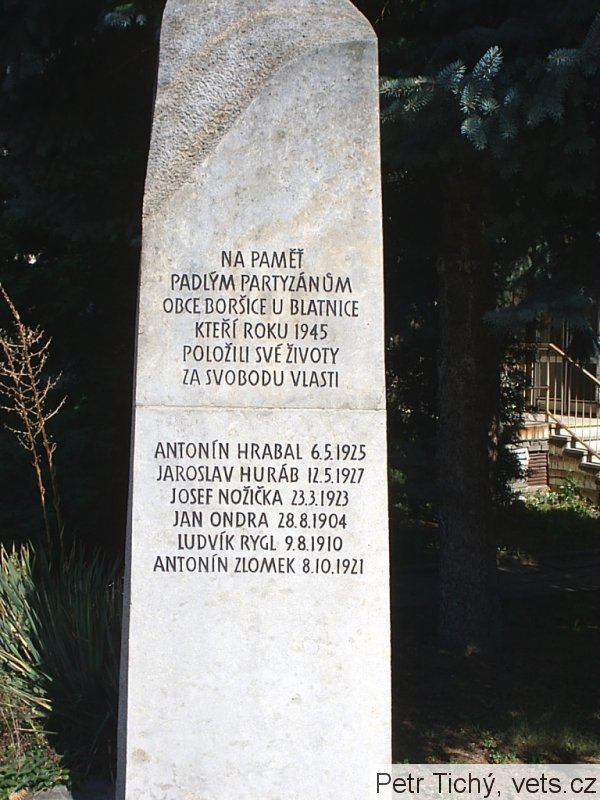 NA PAMĚŤ
PADLÝM PARTYZÁNŮM
OBCE BORŠICE U BLATNICE
KTEŘÍ ROKU 1945
POLOŽILI SVÉ ŽIVOTY
ZA SVOBODU VLASTI
ANTONÍN HRABAL 6.5.1925
JAROSLAV HURÁB 12.5.1927
JOSEF NOŽIČKA 23.3.1923
JAN ONDRA 28.8.1904
LUDVÍK RYGL 9.8.1910
ANTONÍN ZLOMEK 8.10.1921
Petr Tichý, vets.cz